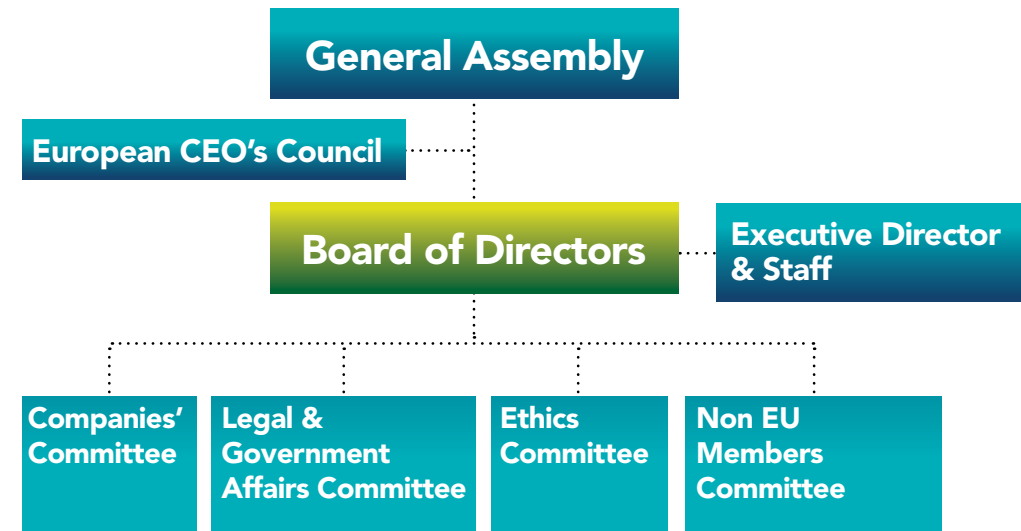 General Assembly
European CEO’s Council
Board of Directors
Executive Director
& Staff
Companies’
Committee
Legal &
Government
Affairs Committee
Ethics
Committee
Non EU
Members
Committee